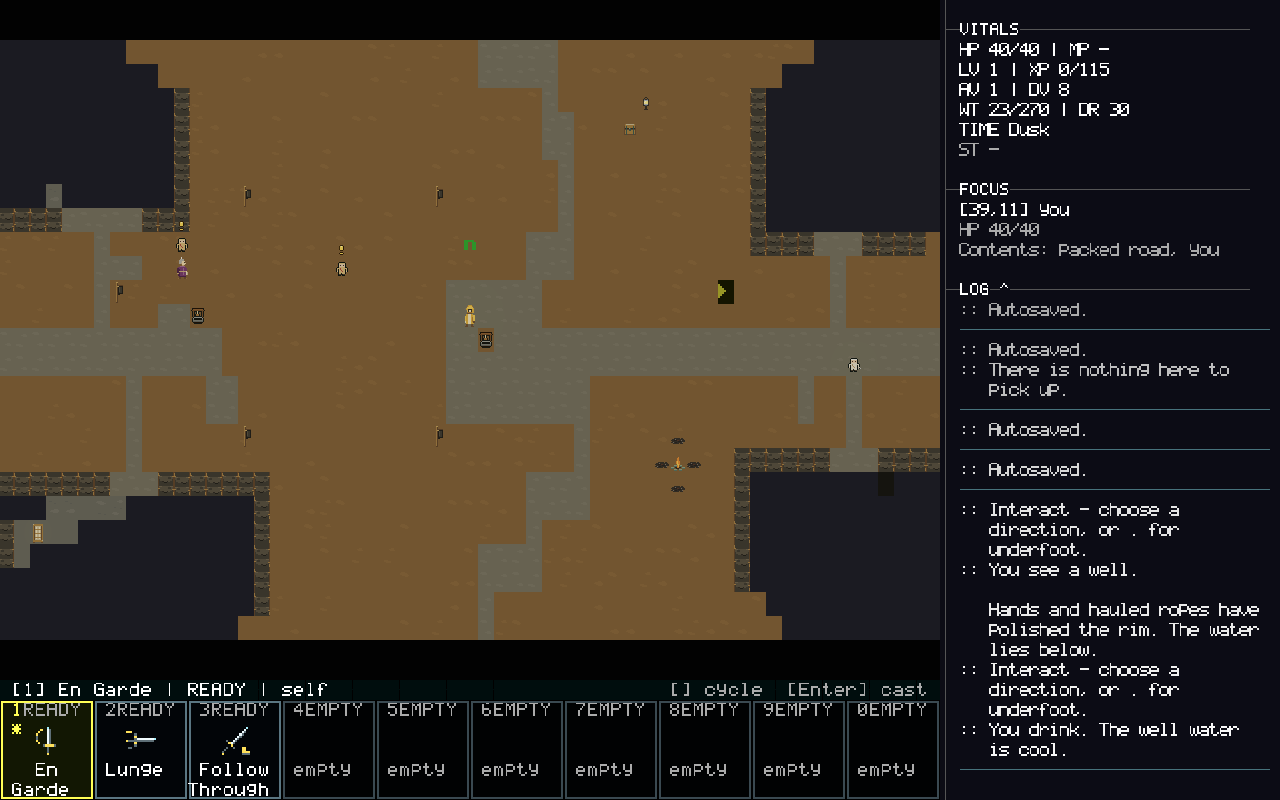 VITALS
HP 40/40 | MP -
LV 1 | XP 0/115
AV 1 | DV 8
WT 23/270 | DR 30
TIME Dusk
ST -
FOCUS
[39,11] You
HP 40/40
Contents: Packed road, You
LOG ^
:: Autosaved.
:: Autosaved.
:: There is nothing here to
Pick up.
:: Autosaved.
:: Autosaved.
:: Interact - choose a
direction, or . for
underfoot.
:: You see a well.
Hands and hauled ropes have
Polished the rim. The water
lies below.
:: Interact - choose a
direction, or . for
underfoot.
:: You drink. The well water
is cool.
n
[1] En Garde | READY | self
[] cycle [Enter] cast
1READY 2READY 3READY 4EMPTY 5EMPTY 6EMPTY 7EMPTY 8EMPTY 9EMPTY 0EMPTY
*
En Lunge Follow empty empty empty empty empty empty empty
Garde Through